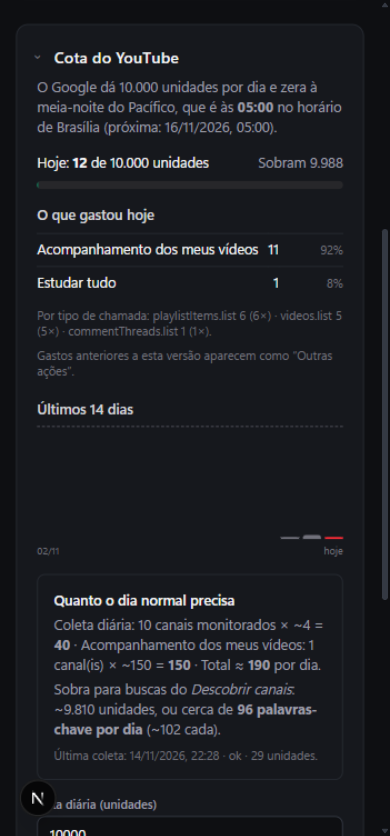 Cota do YouTube
O Google dá 10.000 unidades por dia e zera à
meia-noite do Pacífico, que é às 05:00 no horário
de Brasília (próxima: 16/11/2026, 05:00).
Hoje: 12 de 10.000 unidades Sobram 9.988
O que gastou hoje
Acompanhamento dos meus vídeos 11 92%
Estudar tudo 1 8%
Por tipo de chamada: playlistItems.list 6 (6×) · videos.list 5
(5×) · commentThreads.list 1 (1×).
Gastos anteriores a esta versão aparecem como "Outras
ações".
Últimos 14 dias
02/11 hoje
Quanto o dia normal precisa
Coleta diária: 10 canais monitorados × ~4 =
40 · Acompanhamento dos meus vídeos: 1
canal(is) × ~150 = 150 · Total ≈ 190 por dia.
Sobra para buscas do Descobrir canais:
~9.810 unidades, ou cerca de 96 palavras-
chave por dia (~102 cada).
Última coleta: 14/11/2026, 22:28 · ok · 29 unidades.
N
ta diária (unidades)
10000